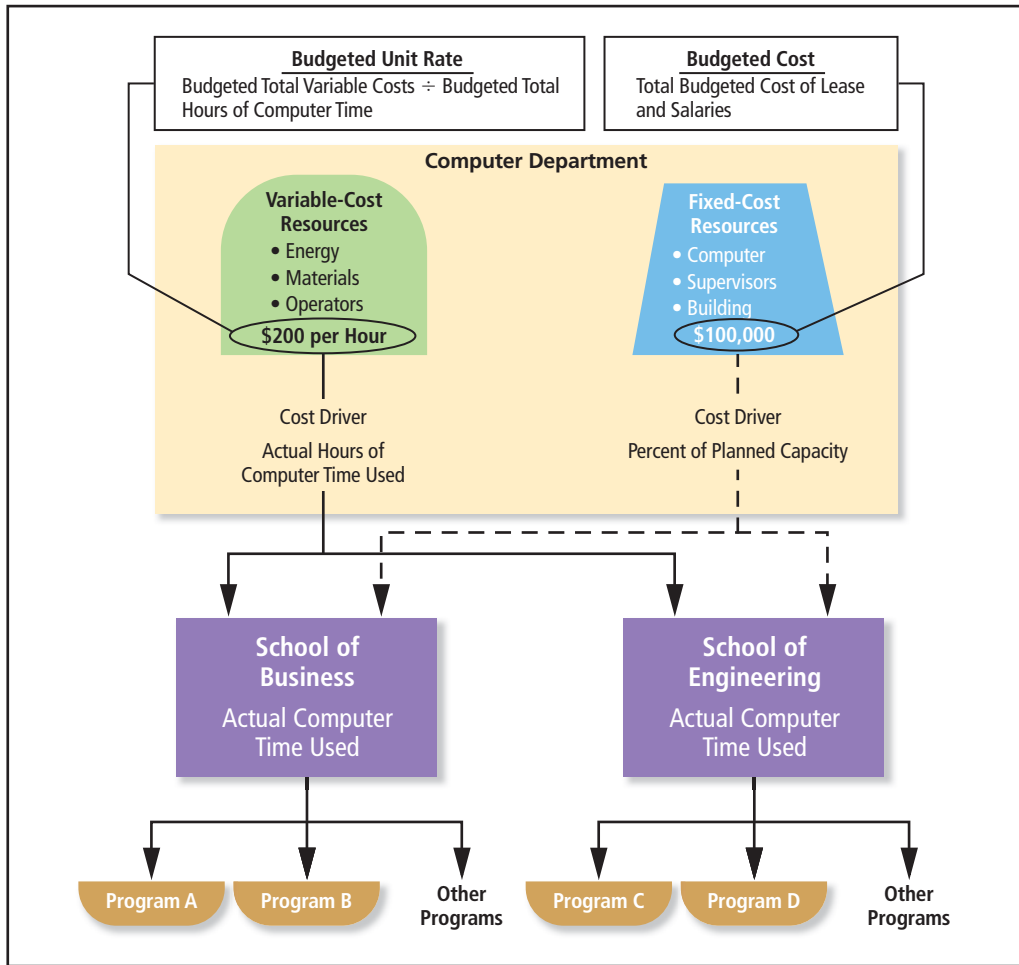 Budgeted Unit Rate
Budgeted Total Variable Costs ÷ Budgeted Total
Hours of Computer Time
Budgeted Cost
Total Budgeted Cost of Lease
and Salaries
Computer Department
Variable-Cost
Resources
• Energy
• Materials
• Operators
$200 per Hour
Fixed-Cost
Resources
• Computer
• Supervisors
• Building
$100,000
Cost Driver
Actual Hours of
Computer Time Used
Cost Driver
Percent of Planned Capacity
School of
Business
Actual Computer
Time Used
School of
Engineering
Actual Computer
Time Used
Program A
Program B
Other
Programs
Program C
Program D
Other
Programs